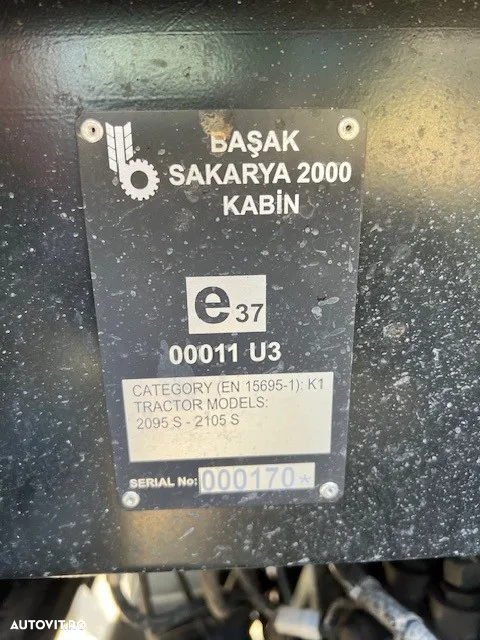 BAŞAK
SAKARYA 2000
KABİN
e37
00011 U3
CATEGORY (EN 15695-1): K1
TRACTOR MODELS:
2095 S - 2105 S
SERIAL No: 000170*
AUTOVIT.RO